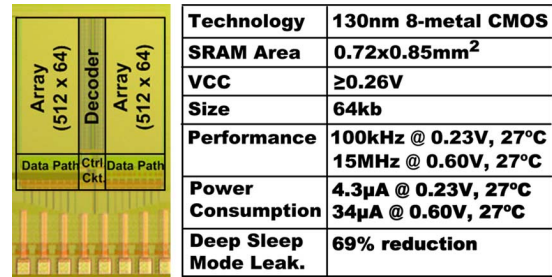 Array
(512 x 64)
Decoder
Array
(512 x 64)
Data Path
Ctrl.
Ckt.
Data Path
Technology 130nm 8-metal CMOS
SRAM Area 0.72x0.85mm²
VCC ≥0.26V
Size 64kb
Performance 100kHz @ 0.23V, 27ºC
15MHz @ 0.60V, 27ºC
Power 4.3µA @ 0.23V, 27ºC
Consumption 34µA @ 0.60V, 27ºC
Deep Sleep 69% reduction
Mode Leak.